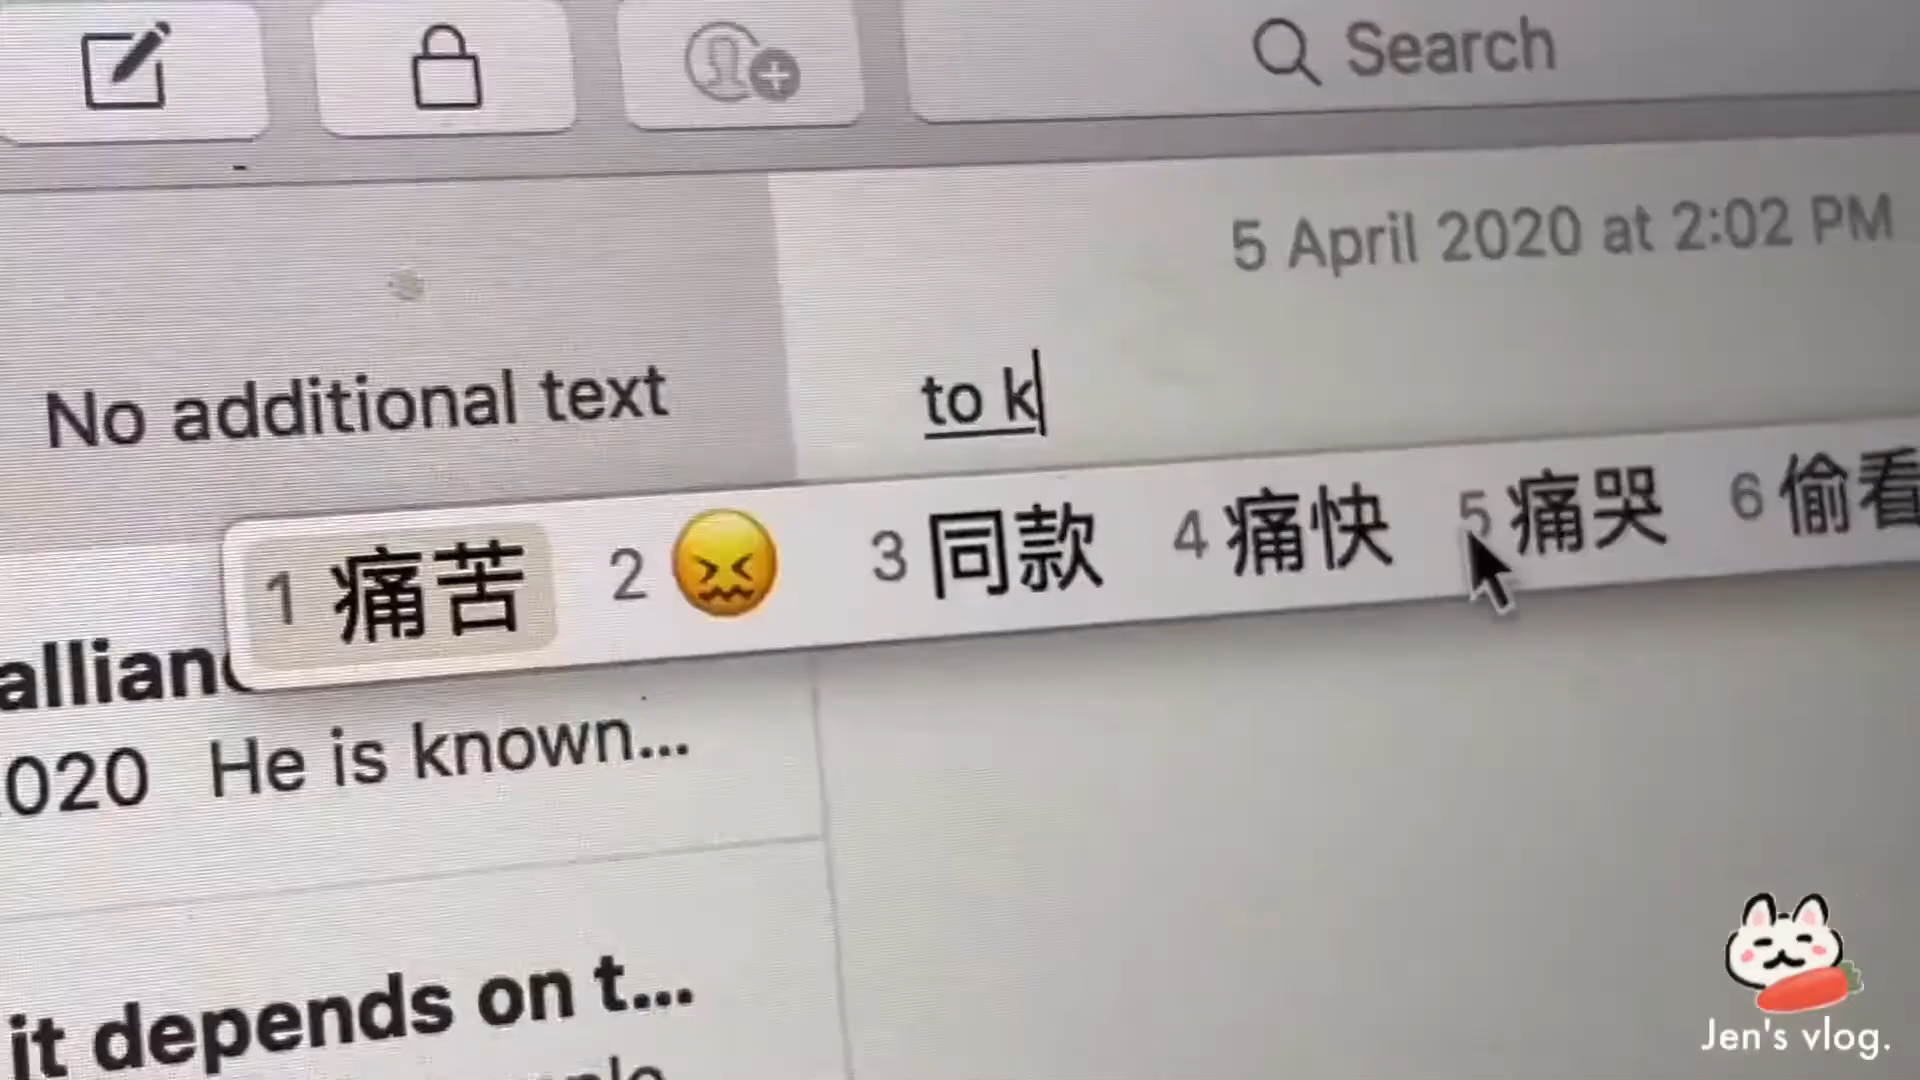 Search
5 April 2020 at 2:02 PM
No additional text
to k
1 痛苦 2 😖 3 同款 4 痛快 5 痛哭 6 偷看
allianc
020 He is known...
it depends on t...
Jen's vlog.